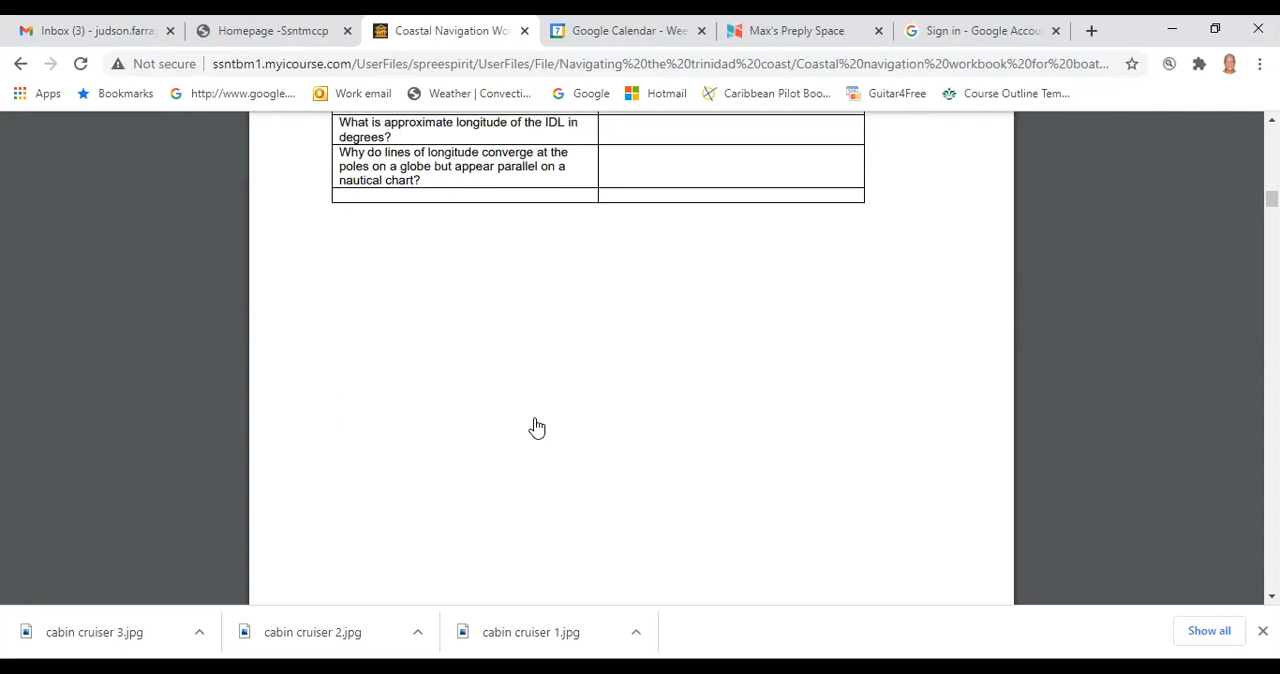 Inbox (3) - judson.farra
Homepage -Ssntmccp
Coastal Navigation Wo
7
Google Calendar - Wee
Max's Preply Space
Sign in - Google Accou
Not secure
ssntbm1.myicourse.com/UserFiles/spreespirit/UserFiles/File/Navigating%20the%20trinidad%20coast/Coastal%20navigation%20workbook%20for%20boat...
Apps
Bookmarks
http://www.google....
Work email
Weather | Convecti...
Google
Hotmail
Caribbean Pilot Boo...
Guitar4Free
Course Outline Tem...
What is approximate longitude of the IDL in
degrees?
Why do lines of longitude converge at the
poles on a globe but appear parallel on a
nautical chart?
cabin cruiser 3.jpg
cabin cruiser 2.jpg
cabin cruiser 1.jpg
Show all